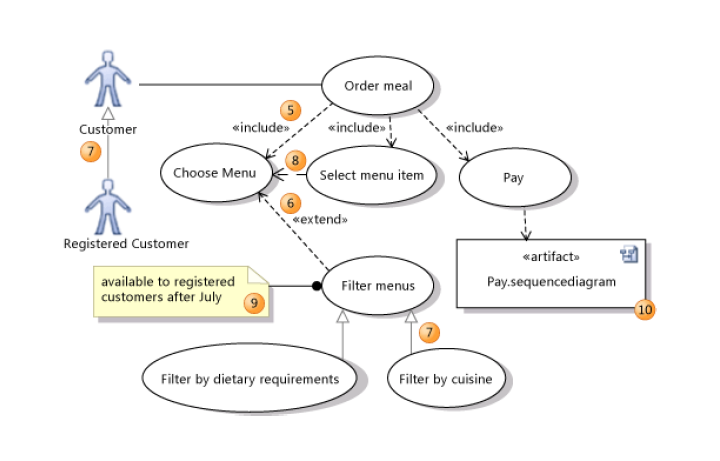 Order meal
5
Customer
«include»
«include»
«include»
7
8
Choose Menu
Select menu item
Pay
6
«extend»
Registered Customer
«artifact»
available to registered
customers after July
9
Filter menus
Pay.sequencediagram
10
7
Filter by dietary requirements
Filter by cuisine